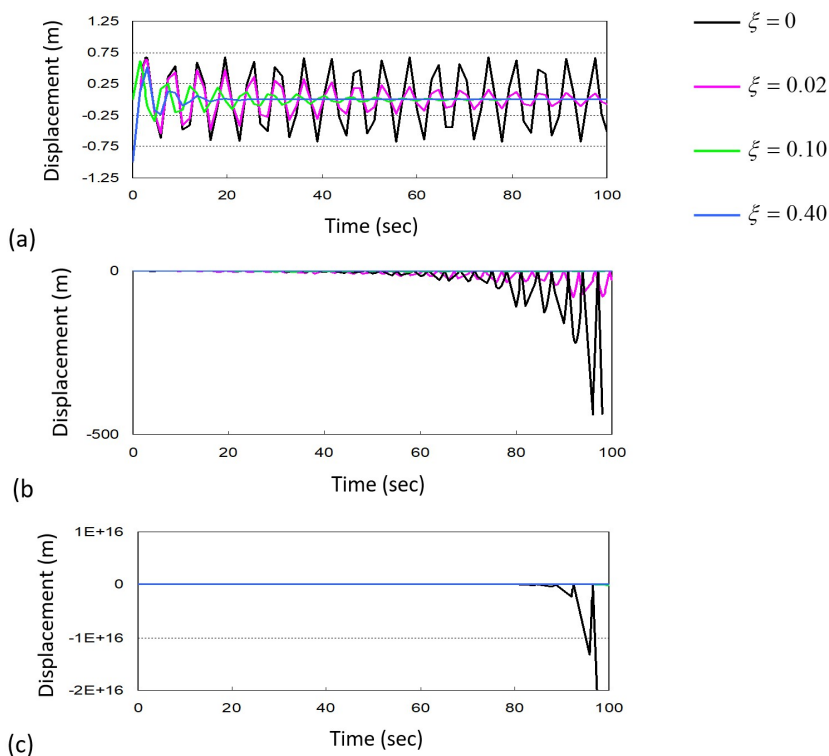 1.25
0.75
0.25
-0.25
-0.75
-1.25
Displacement (m)
0 20 40 60 80 100
Time (sec)
(a)
ξ = 0
ξ = 0.02
ξ = 0.10
ξ = 0.40
0
-500
Displacement (m)
0 20 40 60 80 100
Time (sec)
(b
1E+16
0
-1E+16
-2E+16
Displacement (m)
0 20 40 60 80 100
Time (sec)
(c)